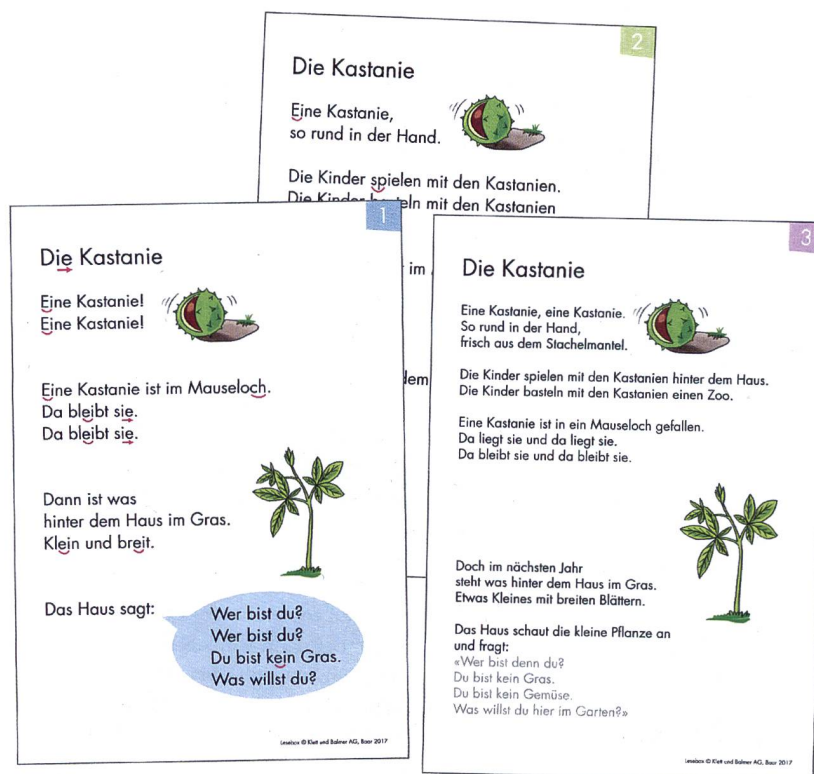 2
Die Kastanie
Eine Kastanie,
so rund in der Hand.
Die Kinder spielen mit den Kastanien.
Die Kinder basteln mit den Kastanien
im
dem
1
Die Kastanie
Eine Kastanie!
Eine Kastanie!
Eine Kastanie ist im Mauseloch.
Da bleibt sie.
Da bleibt sie.
Dann ist was
hinter dem Haus im Gras.
Klein und breit.
Das Haus sagt:
Wer bist du?
Wer bist du?
Du bist kein Gras.
Was willst du?
Lesebox © Klett und Balmer AG, Baar 2017
3
Die Kastanie
Eine Kastanie, eine Kastanie.
So rund in der Hand,
frisch aus dem Stachelmantel.
Die Kinder spielen mit den Kastanien hinter dem Haus.
Die Kinder basteln mit den Kastanien einen Zoo.
Eine Kastanie ist in ein Mauseloch gefallen.
Da liegt sie und da liegt sie.
Da bleibt sie und da bleibt sie.
Doch im nächsten Jahr
steht was hinter dem Haus im Gras.
Etwas Kleines mit breiten Blättern.
Das Haus schaut die kleine Pflanze an
und fragt:
«Wer bist denn du?
Du bist kein Gras.
Du bist kein Gemüse.
Was willst du hier im Garten?»
Lesebox © Klett und Balmer AG, Baar 2017